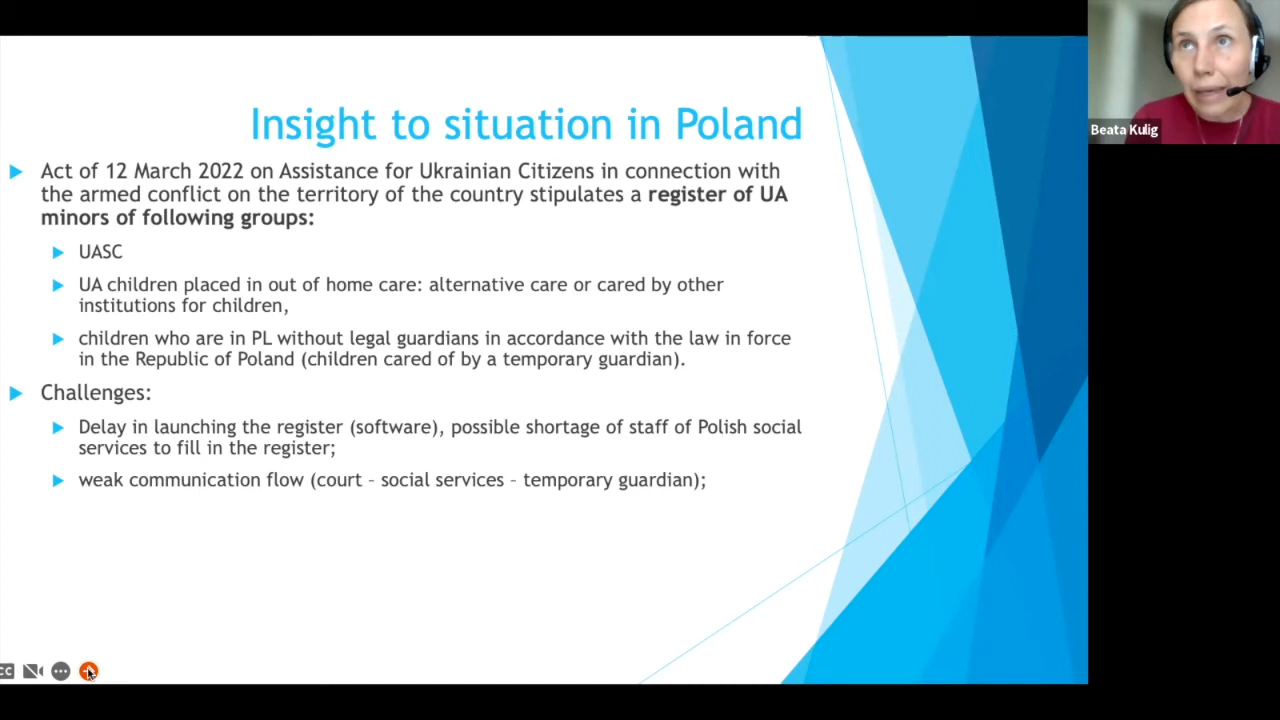 Insight to situation in Poland
Act of 12 March 2022 on Assistance for Ukrainian Citizens in connection with
the armed conflict on the territory of the country stipulates a register of UA
minors of following groups:
UASC
UA children placed in out of home care: alternative care or cared by other
institutions for children,
children who are in PL without legal guardians in accordance with the law in force
in the Republic of Poland (children cared of by a temporary guardian).
Challenges:
Delay in launching the register (software), possible shortage of staff of Polish social
services to fill in the register;
weak communication flow (court – social services – temporary guardian);
Beata Kulig
CC